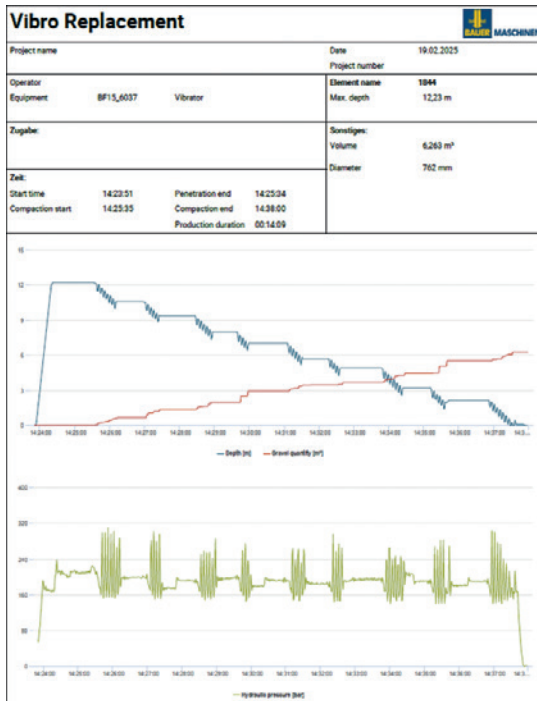 Vibro Replacement
BAUER MASCHINEN
Project name
Date 19.02.2025
Project number
Operator
Equipment BF15_6037 Vibrator
Element name 1844
Max. depth 12,23 m
Zugabe:
Sonstiges:
Volume 6,263 m³
Diameter 762 mm
Zeit:
Start time 14:23:51 Penetration end 14:25:34
Compaction start 14:25:35 Compaction end 14:38:00
Production duration 00:14:09
15
12
9
6
3
0
14:24:00 14:25:00 14:26:00 14:27:00 14:28:00 14:29:00 14:30:00 14:31:00 14:32:00 14:33:00 14:34:00 14:35:00 14:36:00 14:37:00 14:3...
Depth [m] Gravel quantity [m³]
400
320
240
160
80
0
14:24:00 14:25:00 14:26:00 14:27:00 14:28:00 14:29:00 14:30:00 14:31:00 14:32:00 14:33:00 14:34:00 14:35:00 14:36:00 14:37:00 14:3...
Hydraulic pressure [bar]